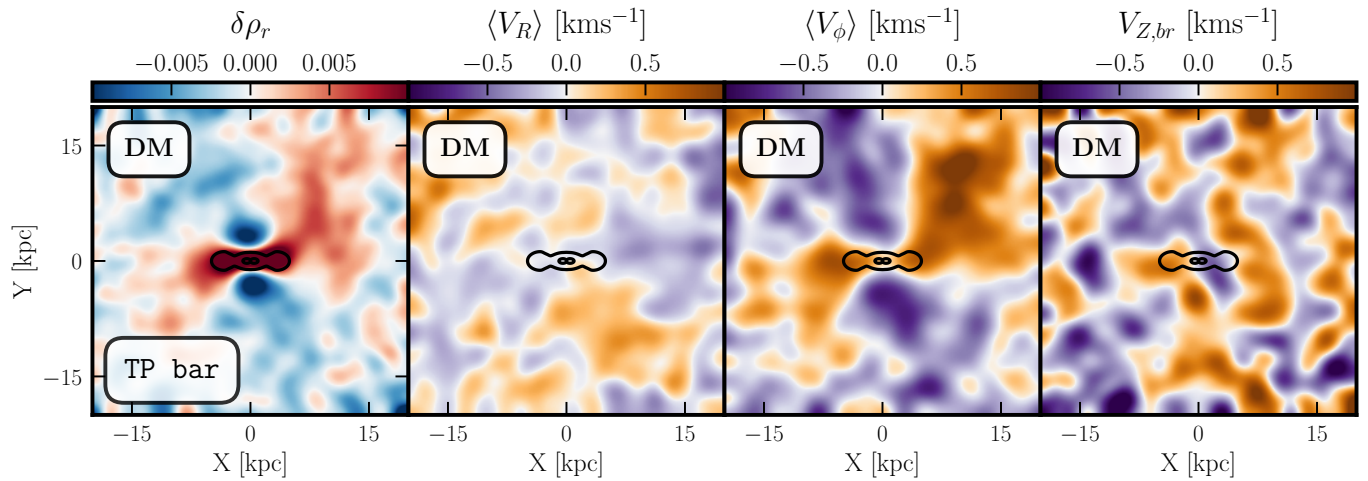 δρ_r ⟨V_R⟩ [kms⁻¹] ⟨V_ϕ⟩ [kms⁻¹] V_{Z,br} [kms⁻¹]
−0.005 0.000 0.005 −0.5 0.0 0.5 −0.5 0.0 0.5 −0.5 0.0 0.5
15 DM DM DM DM
Y [kpc] 0
−15 TP bar
−15 0 15 −15 0 15 −15 0 15 −15 0 15
X [kpc] X [kpc] X [kpc] X [kpc]